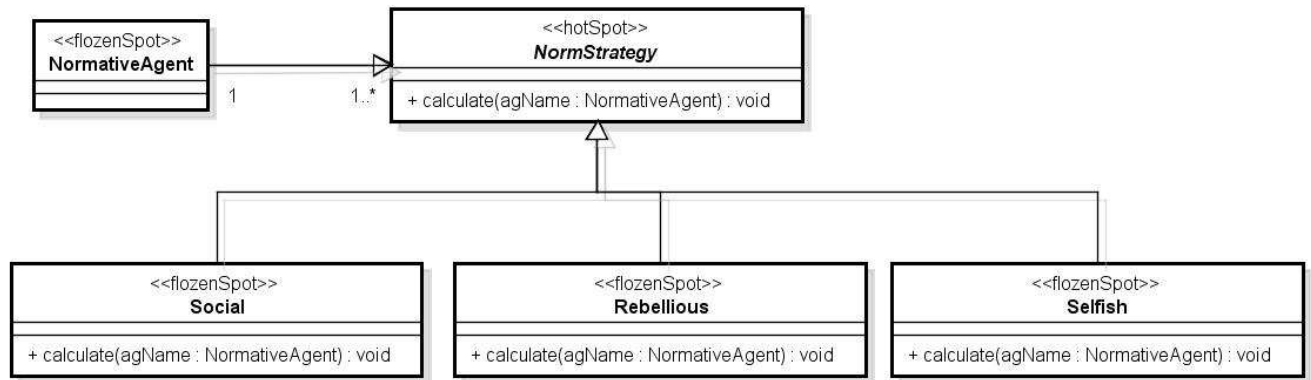 <<flozenSpot>>
NormativeAgent
1
1..*
<<hotSpot>>
NormStrategy
+ calculate(agName : NormativeAgent) : void
<<flozenSpot>>
Social
+ calculate(agName : NormativeAgent) : void
<<flozenSpot>>
Rebellious
+ calculate(agName : NormativeAgent) : void
<<flozenSpot>>
Selfish
+ calculate(agName : NormativeAgent) : void